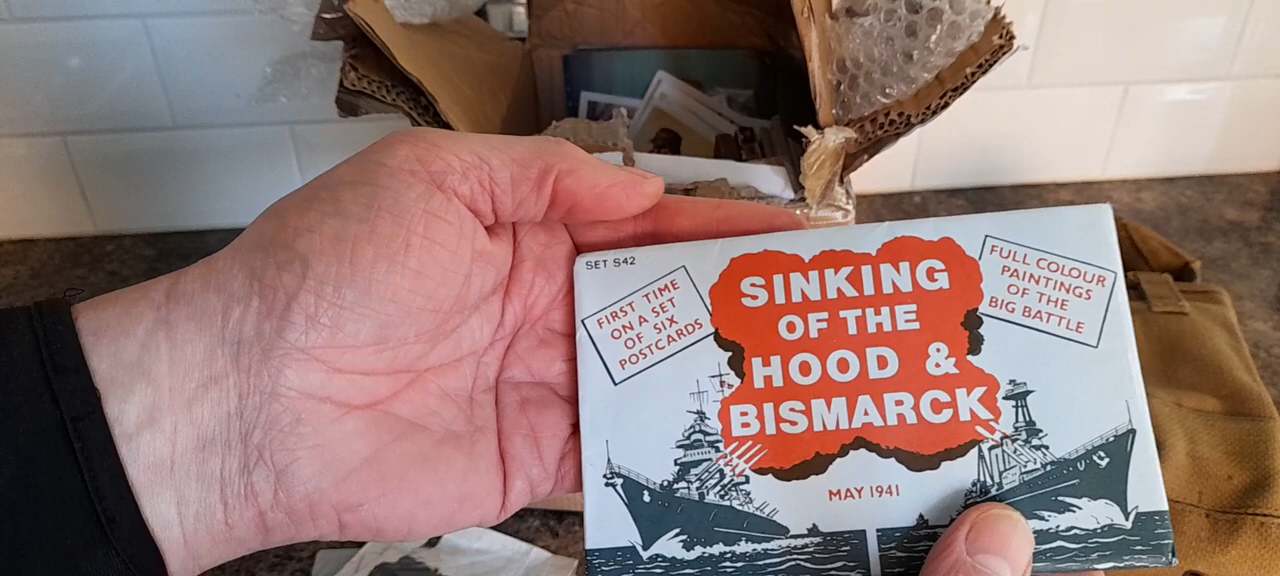 SET S42
FIRST TIME
ON A SET
OF SIX
POSTCARDS
SINKING
OF THE
HOOD &
BISMARCK
FULL COLOUR
PAINTINGS
OF THE
BIG BATTLE
MAY 1941